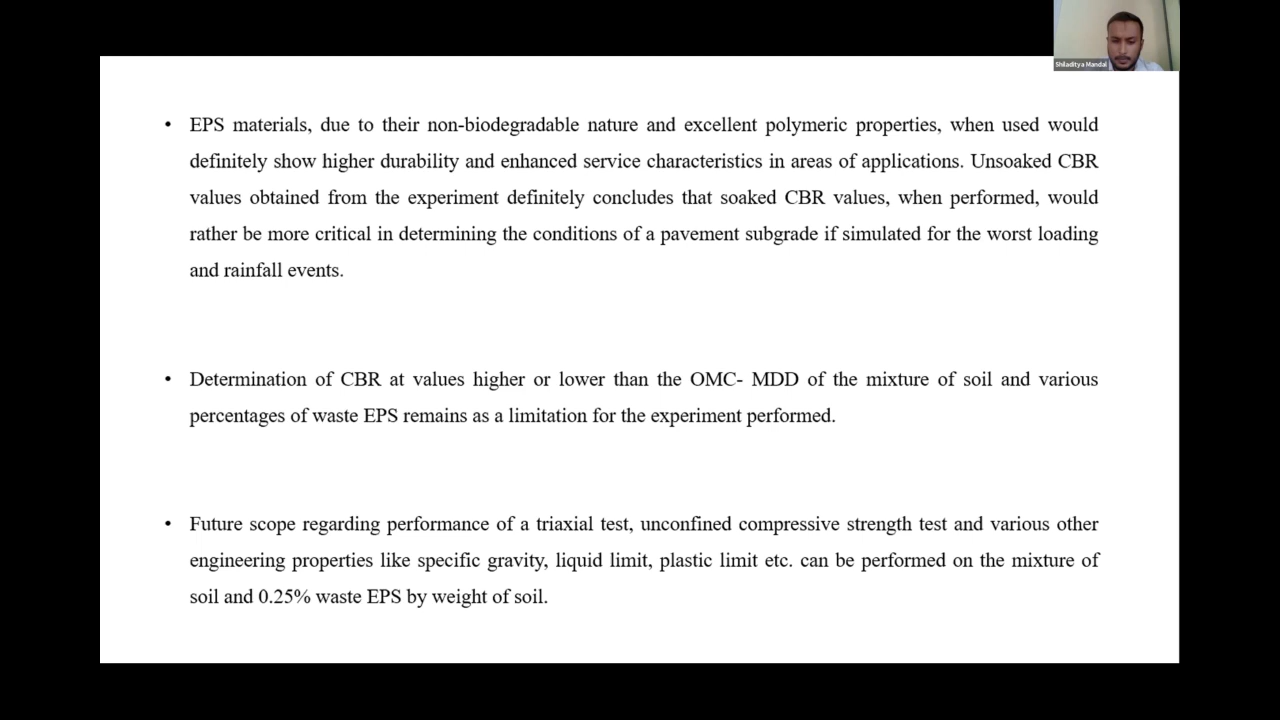 Shiladitya Mandal
• EPS materials, due to their non-biodegradable nature and excellent polymeric properties, when used would
definitely show higher durability and enhanced service characteristics in areas of applications. Unsoaked CBR
values obtained from the experiment definitely concludes that soaked CBR values, when performed, would
rather be more critical in determining the conditions of a pavement subgrade if simulated for the worst loading
and rainfall events.
• Determination of CBR at values higher or lower than the OMC- MDD of the mixture of soil and various
percentages of waste EPS remains as a limitation for the experiment performed.
• Future scope regarding performance of a triaxial test, unconfined compressive strength test and various other
engineering properties like specific gravity, liquid limit, plastic limit etc. can be performed on the mixture of
soil and 0.25% waste EPS by weight of soil.